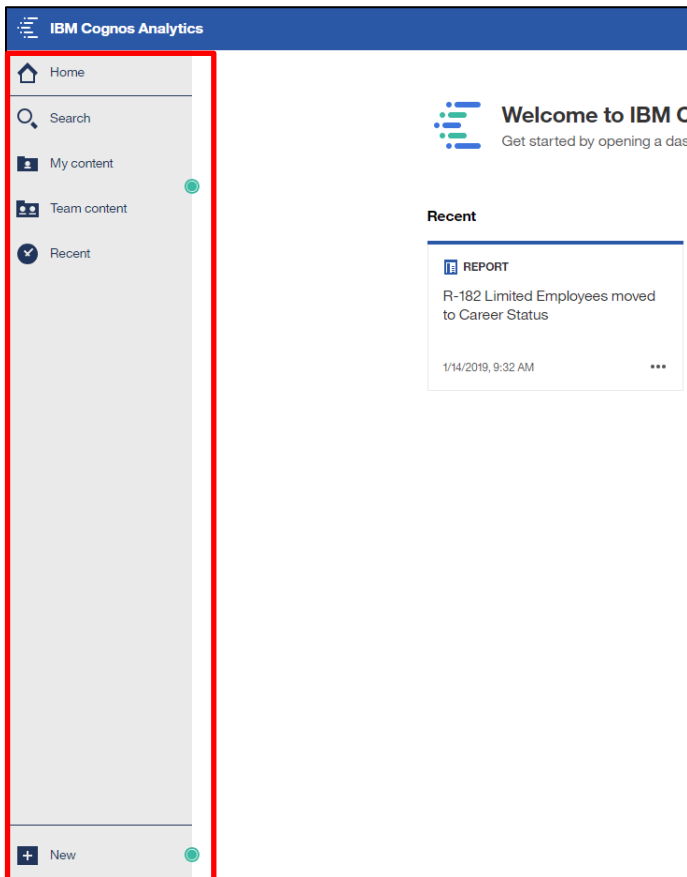 IBM Cognos Analytics
Home
Search
My content
Team content
Recent
New
Welcome to IBM C
Get started by opening a das
Recent
REPORT
R-182 Limited Employees moved
to Career Status
1/14/2019, 9:32 AM